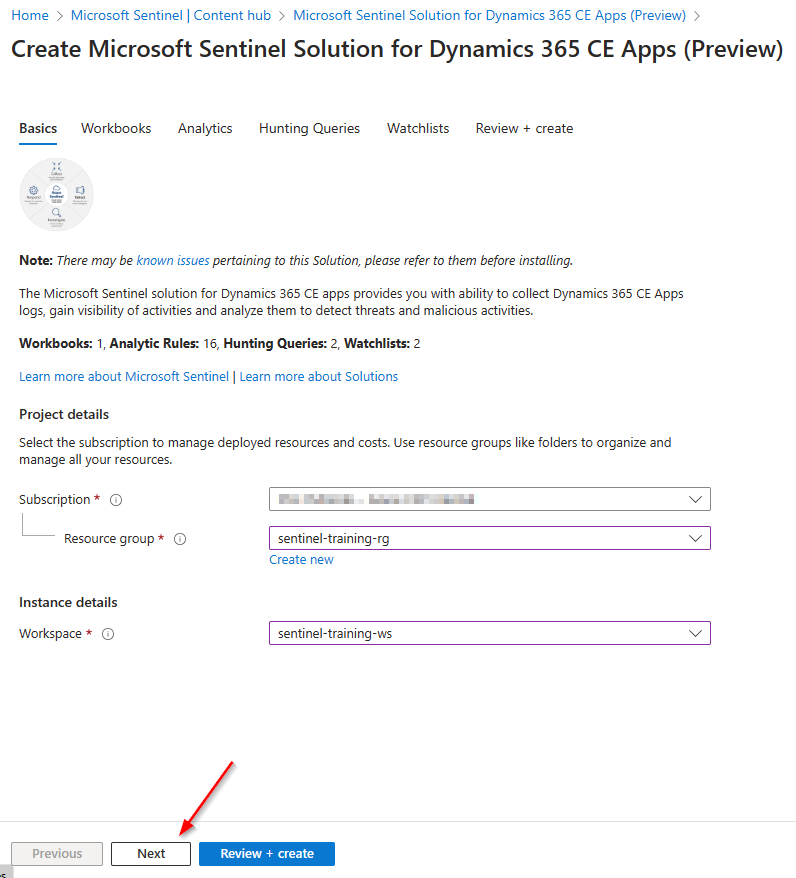 Home > Microsoft Sentinel | Content hub > Microsoft Sentinel Solution for Dynamics 365 CE Apps (Preview) >
Create Microsoft Sentinel Solution for Dynamics 365 CE Apps (Preview)
Basics Workbooks Analytics Hunting Queries Watchlists Review + create
Collect
Respond
Detect
Investigate
Note: There may be known issues pertaining to this Solution, please refer to them before installing.
The Microsoft Sentinel solution for Dynamics 365 CE apps provides you with ability to collect Dynamics 365 CE Apps
logs, gain visibility of activities and analyze them to detect threats and malicious activities.
Workbooks: 1, Analytic Rules: 16, Hunting Queries: 2, Watchlists: 2
Learn more about Microsoft Sentinel | Learn more about Solutions
Project details
Select the subscription to manage deployed resources and costs. Use resource groups like folders to organize and
manage all your resources.
Subscription *
Resource group * sentinel-training-rg
Create new
Instance details
Workspace * sentinel-training-ws
Previous Next Review + create